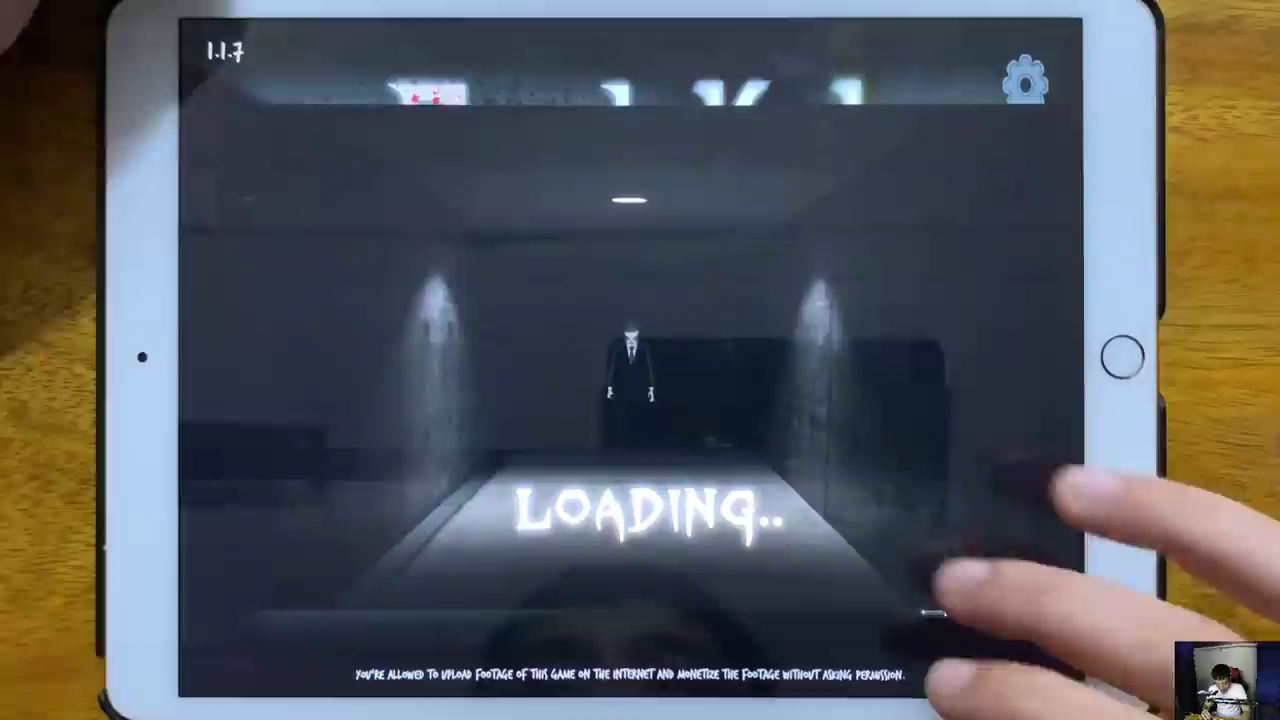 1.1.7
LOADING..
YOU'RE ALLOWED TO UPLOAD FOOTAGE OF THIS GAME ON THE INTERNET AND MONETIZE THE FOOTAGE WITHOUT ASKING PERMISSION.